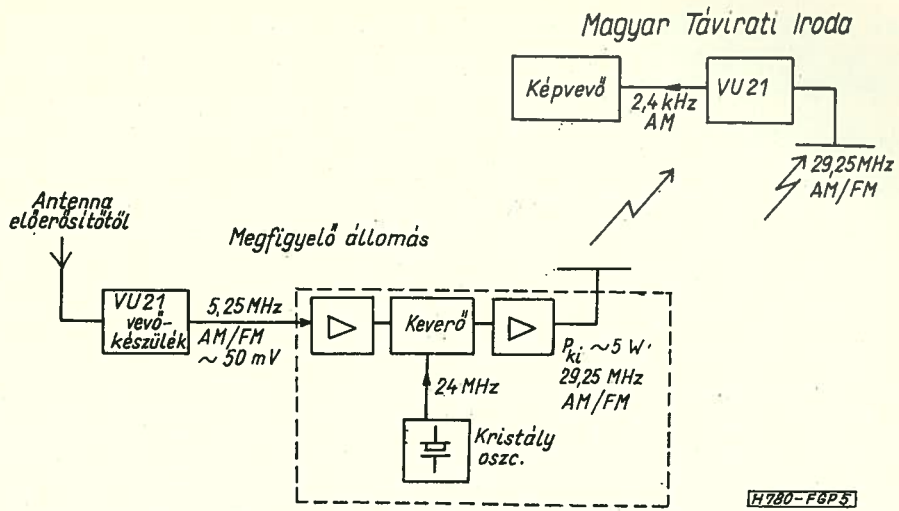 Magyar Távirati Iroda
Képvevő
2,4 kHz
AM
VU21
29,25 MHz
AM/FM
Antenna
előerősítőtől
Megfigyelő állomás
VU21
vevő-
készülék
5,25 MHz
AM/FM
~ 50 mV
Keverő
Pki ~5 W
29,25 MHz
AM/FM
24 MHz
Kristály
oszc.
H780-FGP5